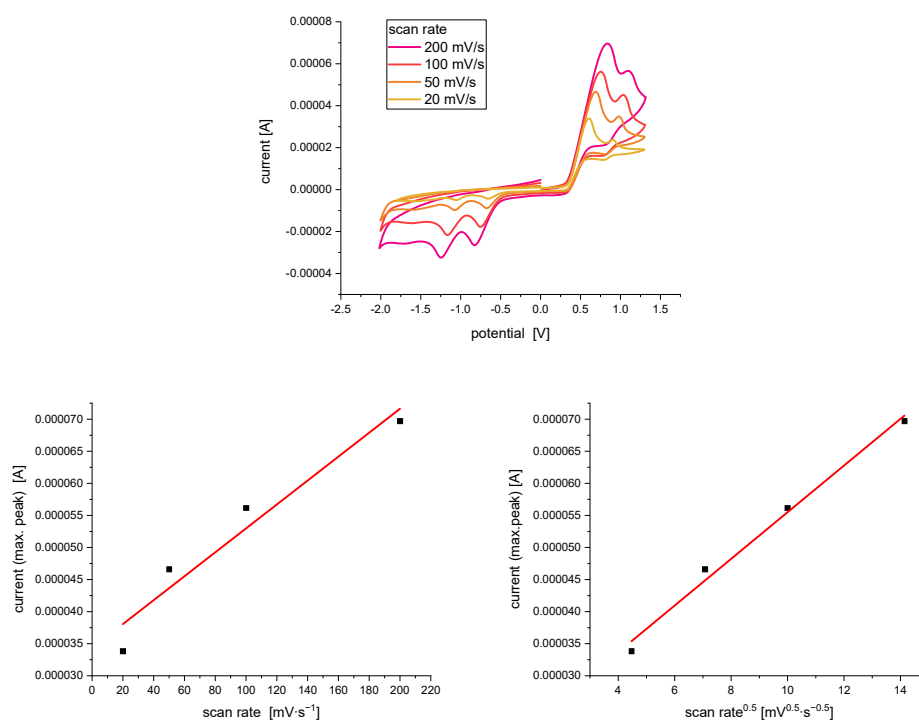 scan rate
200 mV/s
100 mV/s
50 mV/s
20 mV/s
0.00008
0.00006
0.00004
0.00002
0.00000
-0.00002
-0.00004
current [A]
-2.5 -2.0 -1.5 -1.0 -0.5 0.0 0.5 1.0 1.5
potential [V]
0.000070
0.000065
0.000060
0.000055
0.000050
0.000045
0.000040
0.000035
0.000030
current (max. peak) [A]
0 20 40 60 80 100 120 140 160 180 200 220
scan rate [mV·s⁻¹]
0.000070
0.000065
0.000060
0.000055
0.000050
0.000045
0.000040
0.000035
0.000030
current (max.peak) [A]
4 6 8 10 12 14
scan rate⁰·⁵ [mV⁰·⁵·s⁻⁰·⁵]